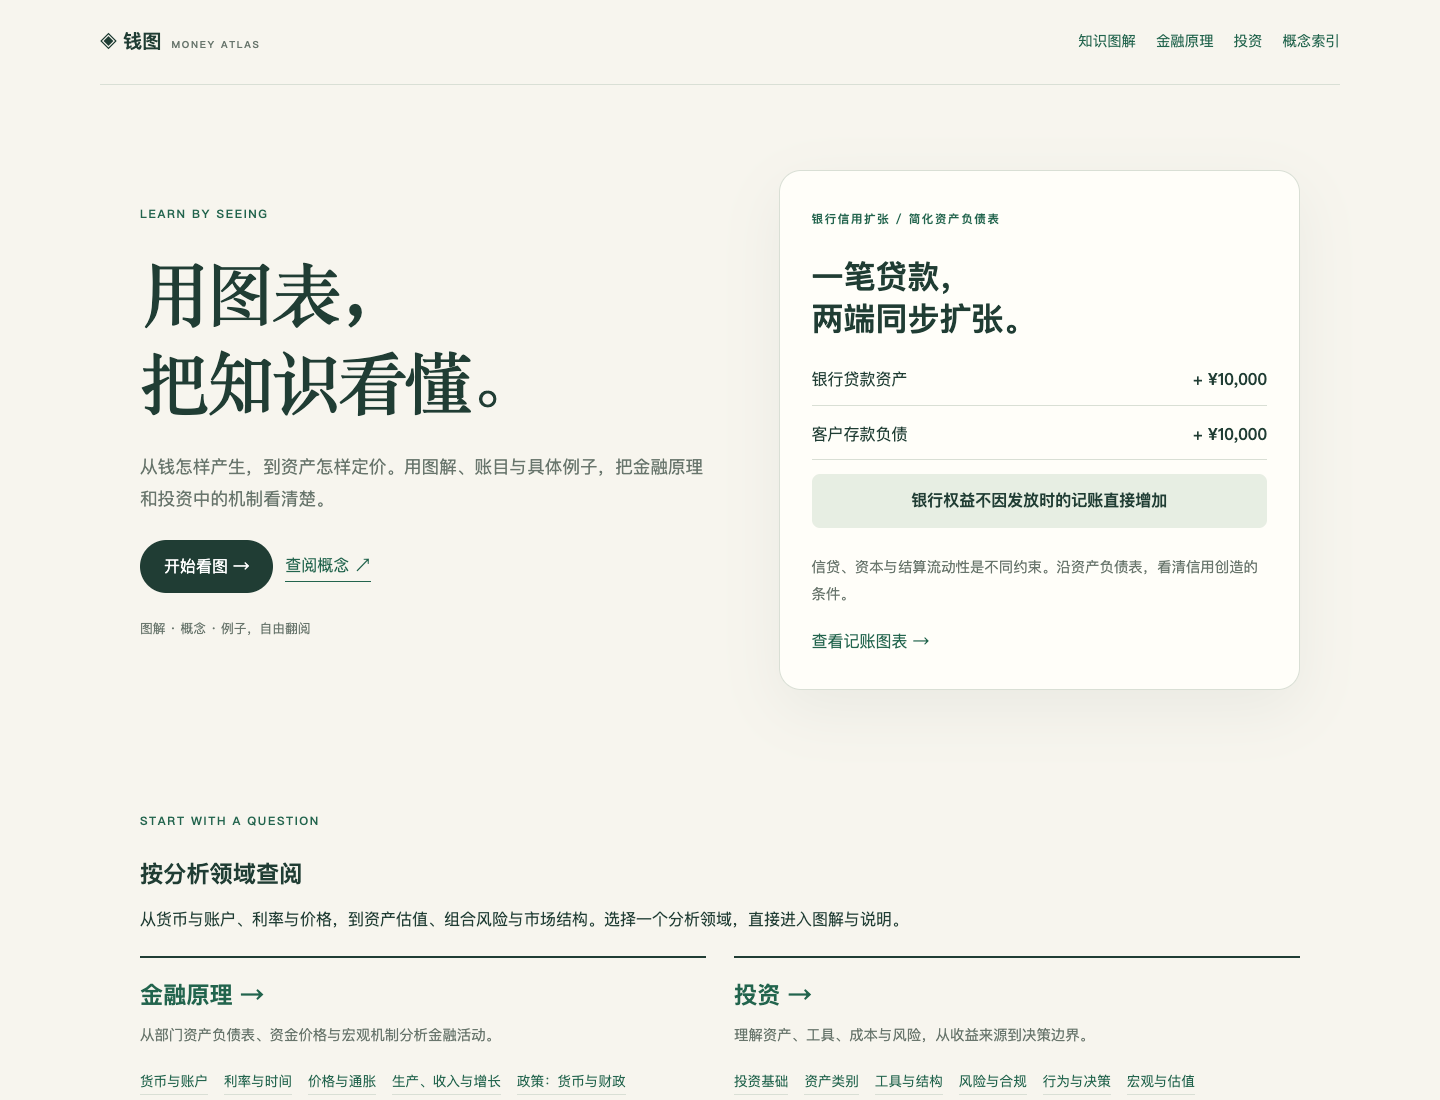 ◈ 钱图 MONEY ATLAS
知识图解 金融原理 投资 概念索引
LEARN BY SEEING
用图表，
把知识看懂。
从钱怎样产生，到资产怎样定价。用图解、账目与具体例子，把金融原理
和投资中的机制看清楚。
开始看图 → 查阅概念 ↗
图解 · 概念 · 例子，自由翻阅
银行信用扩张 / 简化资产负债表
一笔贷款，
两端同步扩张。
银行贷款资产 + ¥10,000
客户存款负债 + ¥10,000
银行权益不因发放时的记账直接增加
信贷、资本与结算流动性是不同约束。沿资产负债表，看清信用创造的
条件。
查看记账图表 →
START WITH A QUESTION
按分析领域查阅
从货币与账户、利率与价格，到资产估值、组合风险与市场结构。选择一个分析领域，直接进入图解与说明。
金融原理 →
从部门资产负债表、资金价格与宏观机制分析金融活动。
货币与账户 利率与时间 价格与通胀 生产、收入与增长 政策：货币与财政
投资 →
理解资产、工具、成本与风险，从收益来源到决策边界。
投资基础 资产类别 工具与结构 风险与合规 行为与决策 宏观与估值